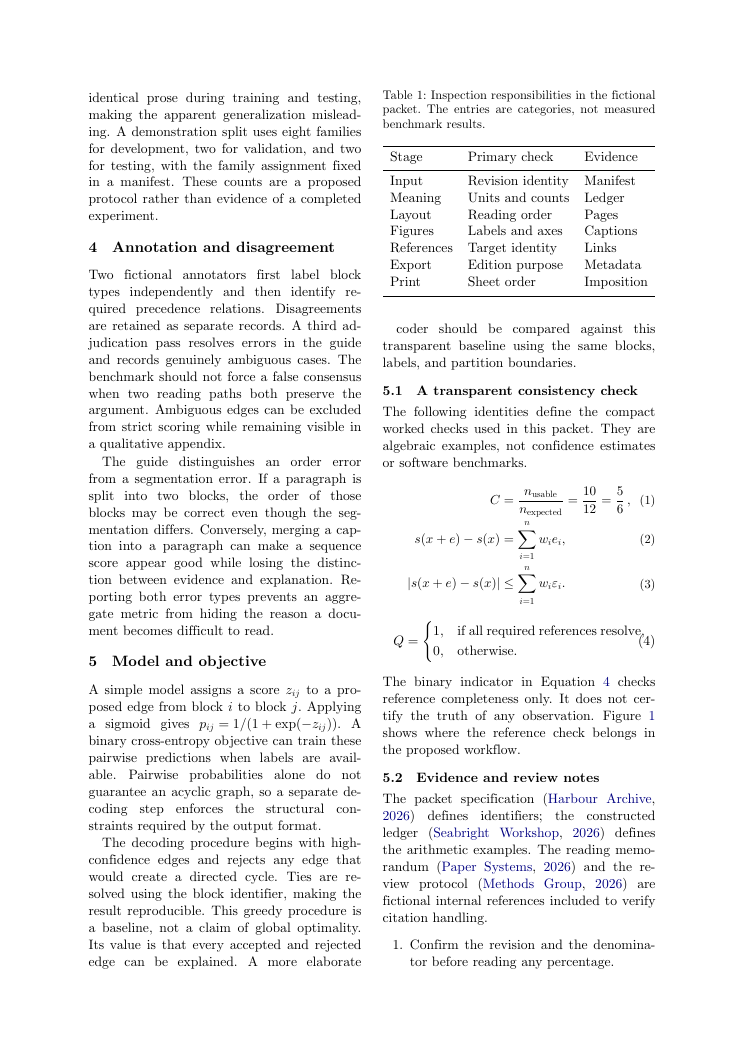 identical prose during training and testing,
making the apparent generalization mislead-
ing. A demonstration split uses eight families
for development, two for validation, and two
for testing, with the family assignment fixed
in a manifest. These counts are a proposed
protocol rather than evidence of a completed
experiment.
4 Annotation and disagreement
Two fictional annotators first label block
types independently and then identify re-
quired precedence relations. Disagreements
are retained as separate records. A third ad-
judication pass resolves errors in the guide
and records genuinely ambiguous cases. The
benchmark should not force a false consensus
when two reading paths both preserve the
argument. Ambiguous edges can be excluded
from strict scoring while remaining visible in
a qualitative appendix.
The guide distinguishes an order error
from a segmentation error. If a paragraph is
split into two blocks, the order of those
blocks may be correct even though the seg-
mentation differs. Conversely, merging a cap-
tion into a paragraph can make a sequence
score appear good while losing the distinc-
tion between evidence and explanation. Re-
porting both error types prevents an aggre-
gate metric from hiding the reason a docu-
ment becomes difficult to read.
5 Model and objective
A simple model assigns a score z_{ij} to a pro-
posed edge from block i to block j. Applying
a sigmoid gives p_{ij} = 1/(1 + exp(−z_{ij})). A
binary cross-entropy objective can train these
pairwise predictions when labels are avail-
able. Pairwise probabilities alone do not
guarantee an acyclic graph, so a separate de-
coding step enforces the structural con-
straints required by the output format.
The decoding procedure begins with high-
confidence edges and rejects any edge that
would create a directed cycle. Ties are re-
solved using the block identifier, making the
result reproducible. This greedy procedure is
a baseline, not a claim of global optimality.
Its value is that every accepted and rejected
edge can be explained. A more elaborate
Table 1: Inspection responsibilities in the fictional
packet. The entries are categories, not measured
benchmark results.
Stage Primary check Evidence
Input Revision identity Manifest
Meaning Units and counts Ledger
Layout Reading order Pages
Figures Labels and axes Captions
References Target identity Links
Export Edition purpose Metadata
Print Sheet order Imposition
coder should be compared against this
transparent baseline using the same blocks,
labels, and partition boundaries.
5.1 A transparent consistency check
The following identities define the compact
worked checks used in this packet. They are
algebraic examples, not confidence estimates
or software benchmarks.
C = n_{usable}/n_{expected} = 10/12 = 5/6 , (1)
s(x + e) − s(x) = ∑_{i=1}^{n} w_i e_i, (2)
|s(x + e) − s(x)| ≤ ∑_{i=1}^{n} w_i ε_i. (3)
Q = { 1, if all required references resolve, (4)
0, otherwise.
The binary indicator in Equation 4 checks
reference completeness only. It does not cer-
tify the truth of any observation. Figure 1
shows where the reference check belongs in
the proposed workflow.
5.2 Evidence and review notes
The packet specification (Harbour Archive,
2026) defines identifiers; the constructed
ledger (Seabright Workshop, 2026) defines
the arithmetic examples. The reading memo-
randum (Paper Systems, 2026) and the re-
view protocol (Methods Group, 2026) are
fictional internal references included to verify
citation handling.
1. Confirm the revision and the denomina-
tor before reading any percentage.